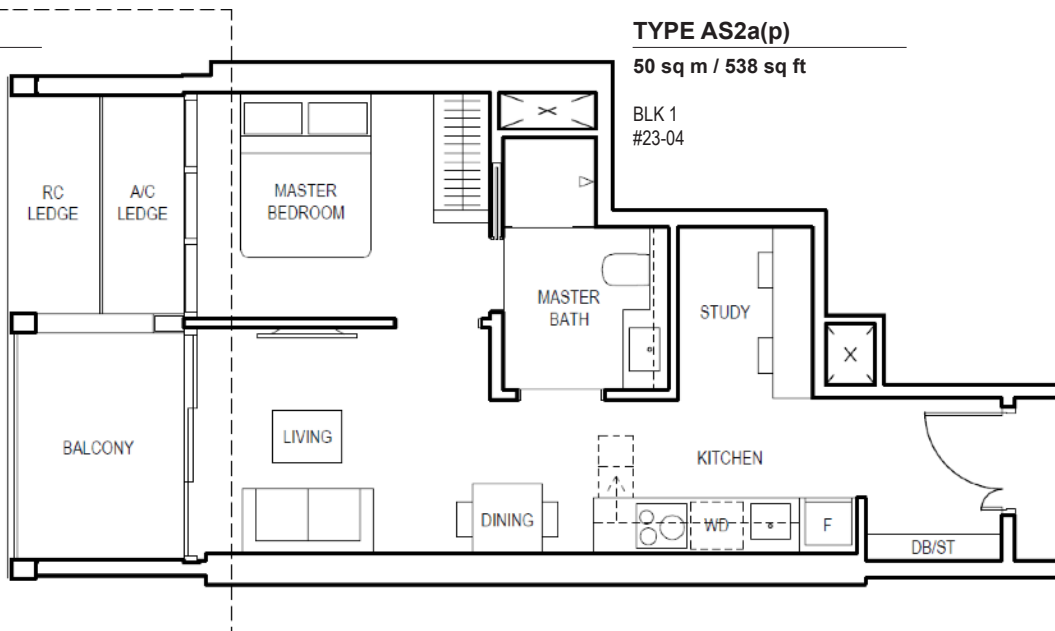 TYPE AS2a(p)
50 sq m / 538 sq ft
BLK 1
#23-04
RC
LEDGE
A/C
LEDGE
MASTER
BEDROOM
MASTER
BATH
STUDY
BALCONY
LIVING
KITCHEN
DINING
WD
F
DB/ST